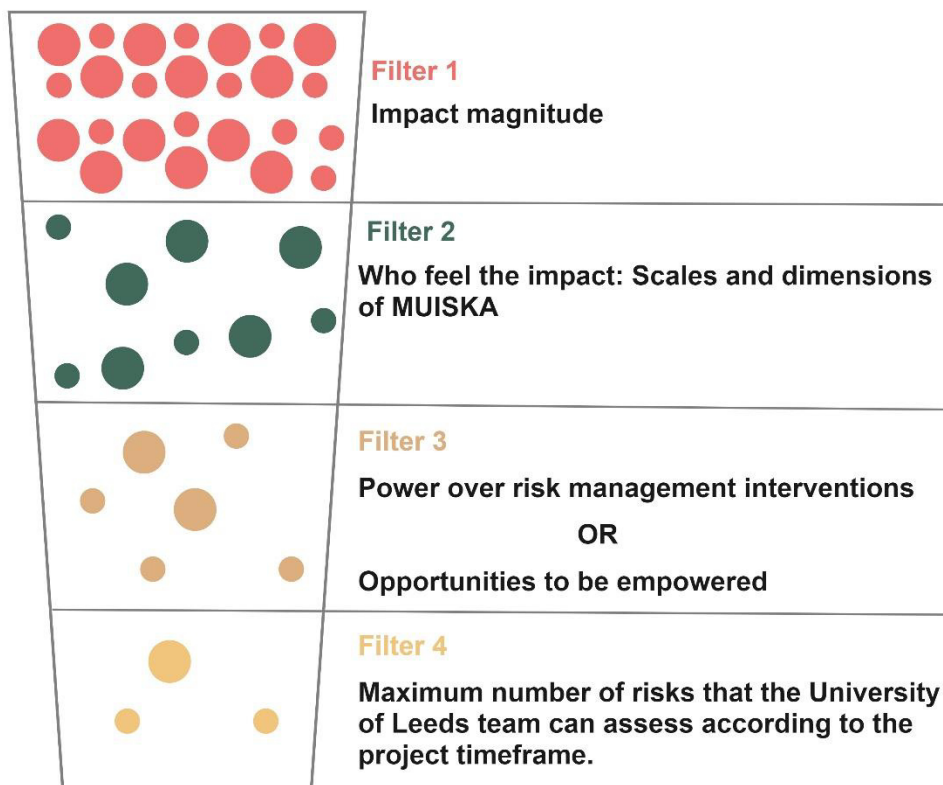 Filter 1
Impact magnitude
Filter 2
Who feel the impact: Scales and dimensions
of MUISKA
Filter 3
Power over risk management interventions
OR
Opportunities to be empowered
Filter 4
Maximum number of risks that the University
of Leeds team can assess according to the
project timeframe.